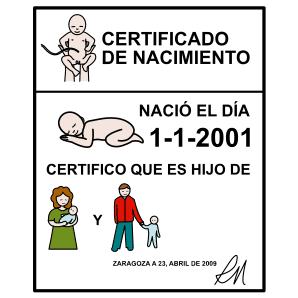 CERTIFICADO
DE NACIMIENTO
NACIÓ EL DÍA
1-1-2001
CERTIFICO QUE ES HIJO DE
Y
ZARAGOZA A 23, ABRIL DE 2009